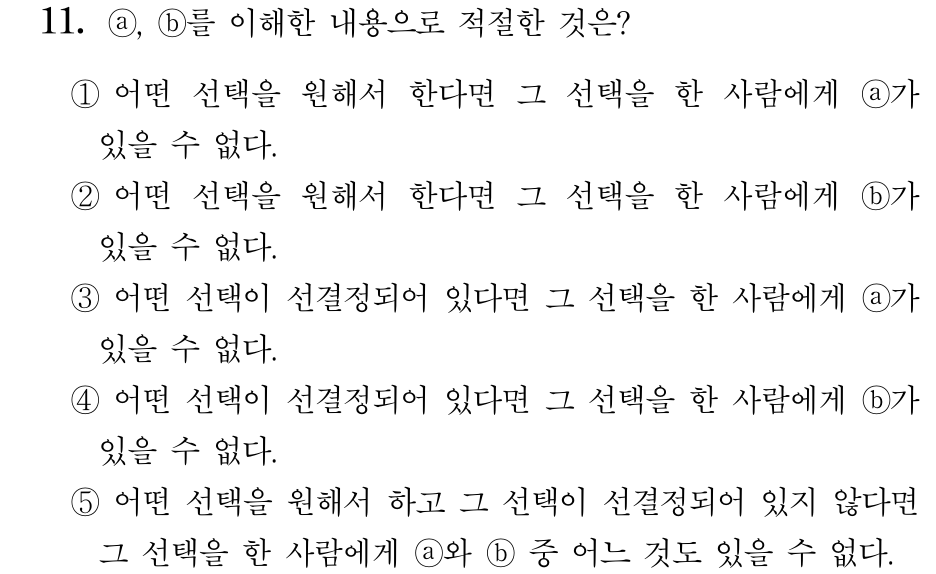 11. ⓐ, ⓑ를 이해한 내용으로 적절한 것은?
① 어떤 선택을 원해서 한다면 그 선택을 한 사람에게 ⓐ가
있을 수 없다.
② 어떤 선택을 원해서 한다면 그 선택을 한 사람에게 ⓑ가
있을 수 없다.
③ 어떤 선택이 선결정되어 있다면 그 선택을 한 사람에게 ⓐ가
있을 수 없다.
④ 어떤 선택이 선결정되어 있다면 그 선택을 한 사람에게 ⓑ가
있을 수 없다.
⑤ 어떤 선택을 원해서 하고 그 선택이 선결정되어 있지 않다면
그 선택을 한 사람에게 ⓐ와 ⓑ 중 어느 것도 있을 수 없다.